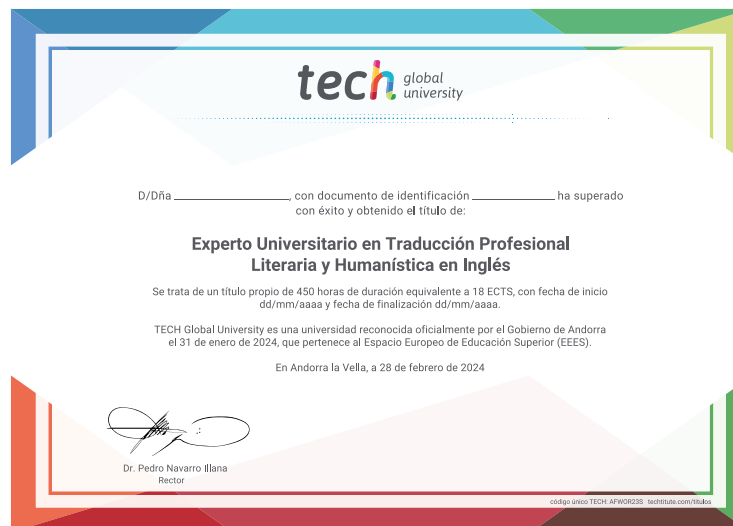 tech global university
D/Dña ______________, con documento de identificación __________ ha superado
con éxito y obtenido el título de:
Experto Universitario en Traducción Profesional
Literaria y Humanística en Inglés
Se trata de un título propio de 450 horas de duración equivalente a 18 ECTS, con fecha de inicio
dd/mm/aaaa y fecha de finalización dd/mm/aaaa.
TECH Global University es una universidad reconocida oficialmente por el Gobierno de Andorra
el 31 de enero de 2024, que pertenece al Espacio Europeo de Educación Superior (EEES).
En Andorra la Vella, a 28 de febrero de 2024
Dr. Pedro Navarro Illana
Rector
código único TECH: AFWOR23S techtitute.com/titulos